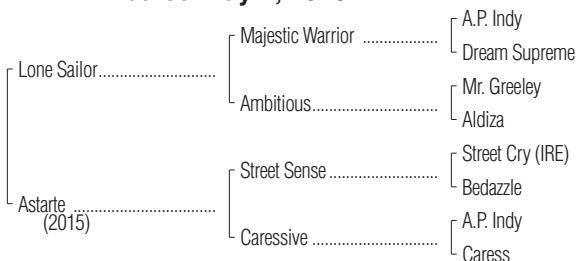 A.P. Indy
Majestic Warrior ..................
Dream Supreme
Lone Sailor.............................
Mr. Greeley
Ambitious...............................
Aldiza
Street Cry (IRE)
Street Sense ...........................
Bedazzle
Astarte ...................................
(2015)
A.P. Indy
Caressive ...............................
Caress